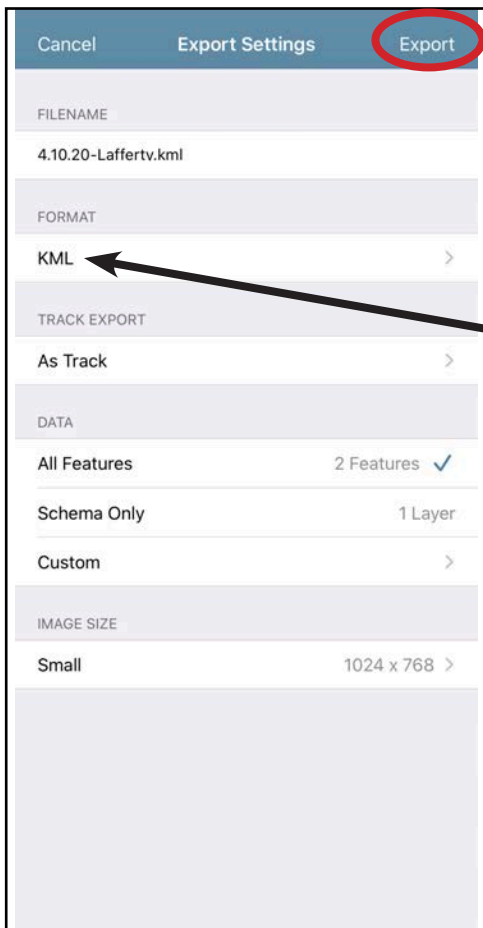 Cancel Export Settings Export
FILENAME
4.10.20-Laffertv.kml
FORMAT
KML
TRACK EXPORT
As Track
DATA
All Features 2 Features
Schema Only 1 Layer
Custom
IMAGE SIZE
Small 1024 x 768